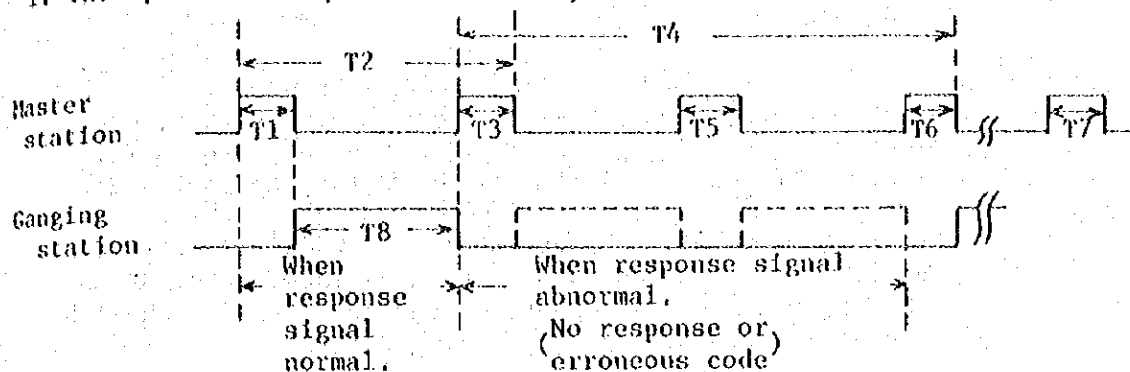 T4
T2
Master
station
T1
T3
T5
T6
T7
Ganging
station
T8
When
response
signal
normal.
When response signal
abnormal.
(No response or
erroneous code)